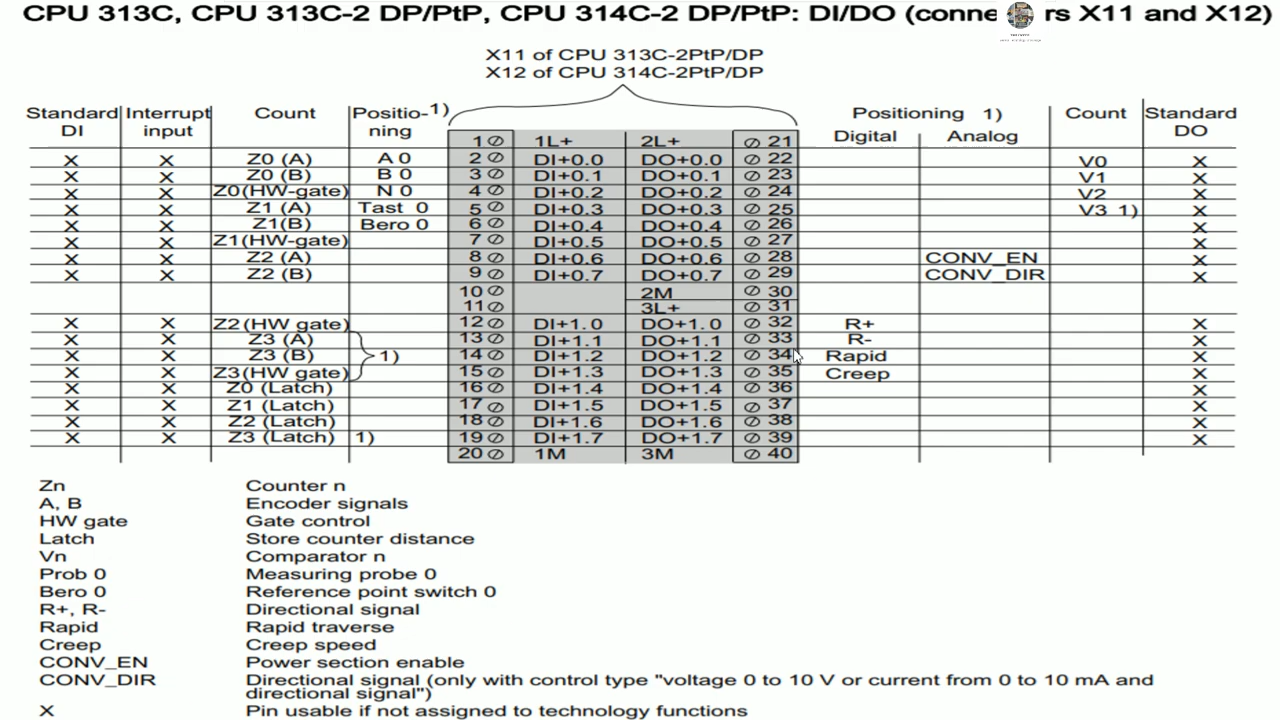 CPU 313C, CPU 313C-2 DP/PtP, CPU 314C-2 DP/PtP: DI/DO (conne rs X11 and X12)
X11 of CPU 313C-2PtP/DP
X12 of CPU 314C-2PtP/DP
Standard DI Interrupt input Count Positio-ning 1) Positioning 1) Digital Analog Count Standard DO
1 1L+ 2L+ 21
X X Z0 (A) A 0 2 DI+0.0 DO+0.0 22 V0 X
X X Z0 (B) B 0 3 DI+0.1 DO+0.1 23 V1 X
X X Z0(HW-gate) N 0 4 DI+0.2 DO+0.2 24 V2 X
X X Z1 (A) Tast 0 5 DI+0.3 DO+0.3 25 V3 1) X
X X Z1(B) Bero 0 6 DI+0.4 DO+0.4 26 X
X X Z1(HW-gate) 7 DI+0.5 DO+0.5 27 X
X X Z2 (A) 8 DI+0.6 DO+0.6 28 CONV_EN X
X X Z2 (B) 9 DI+0.7 DO+0.7 29 CONV_DIR X
10 2M 30
11 3L+ 31
X X Z2(HW gate) 12 DI+1.0 DO+1.0 32 R+ X
X X Z3 (A) 13 DI+1.1 DO+1.1 33 R- X
X X Z3 (B) 1) 14 DI+1.2 DO+1.2 34 Rapid X
X X Z3(HW gate) 15 DI+1.3 DO+1.3 35 Creep X
X X Z0 (Latch) 16 DI+1.4 DO+1.4 36 X
X X Z1 (Latch) 17 DI+1.5 DO+1.5 37 X
X X Z2 (Latch) 18 DI+1.6 DO+1.6 38 X
X X Z3 (Latch) 1) 19 DI+1.7 DO+1.7 39 X
20 1M 3M 40
Zn Counter n
A, B Encoder signals
HW gate Gate control
Latch Store counter distance
Vn Comparator n
Prob 0 Measuring probe 0
Bero 0 Reference point switch 0
R+, R- Directional signal
Rapid Rapid traverse
Creep Creep speed
CONV_EN Power section enable
CONV_DIR Directional signal (only with control type "voltage 0 to 10 V or current from 0 to 10 mA and
directional signal")
X Pin usable if not assigned to technology functions